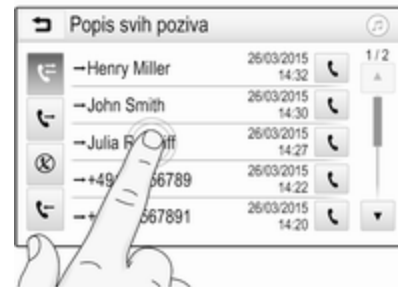 Popis svih poziva
1/2
→Henry Miller 26/03/2015 14:32
→John Smith 26/03/2015 14:30
→Julia 26/03/2015 14:27
26/03/2015 14:22
26/03/2015 14:20